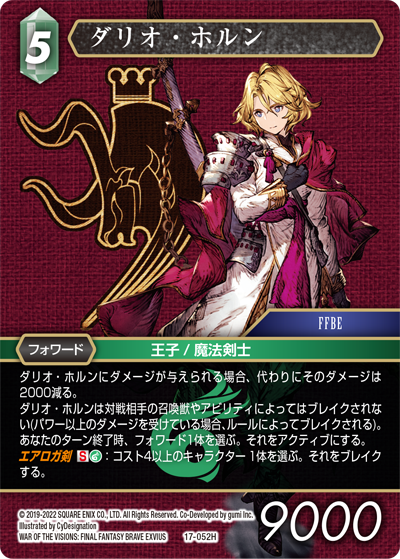 5
ダリオ・ホルン
FFBE
フォワード
王子 / 魔法剣士
ダリオ・ホルンにダメージが与えられる場合、代わりにそのダメージは
2000減る。
ダリオ・ホルンは対戦相手の召喚獣やアビリティによってはブレイクされな
い(パワー以上のダメージを受けている場合、ルールによってブレイクされる)。
あなたのターン終了時、フォワード1体を選ぶ。それをアクティブにする。
エアロガ剣 S : コスト4以上のキャラクター1体を選ぶ。それをブレイク
する。
© 2019-2022 SQUARE ENIX CO., LTD. All Rights Reserved. Co-Developed by gumi Inc.
Illustrated by CyDesignation
WAR OF THE VISIONS: FINAL FANTASY BRAVE EXVIUS
17-052H
9000